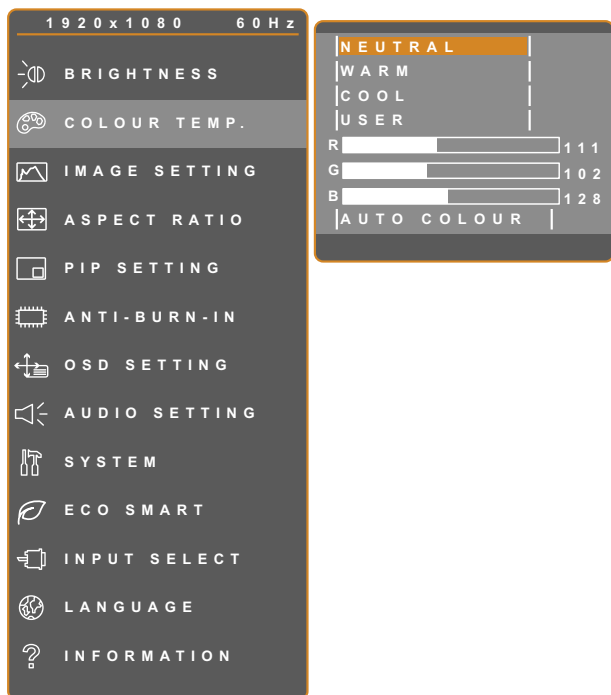 1920x1080 60Hz
BRIGHTNESS
COLOUR TEMP.
IMAGE SETTING
ASPECT RATIO
PIP SETTING
ANTI-BURN-IN
OSD SETTING
AUDIO SETTING
SYSTEM
ECO SMART
INPUT SELECT
LANGUAGE
INFORMATION
NEUTRAL
WARM
COOL
USER
R 111
G 102
B 128
AUTO COLOUR